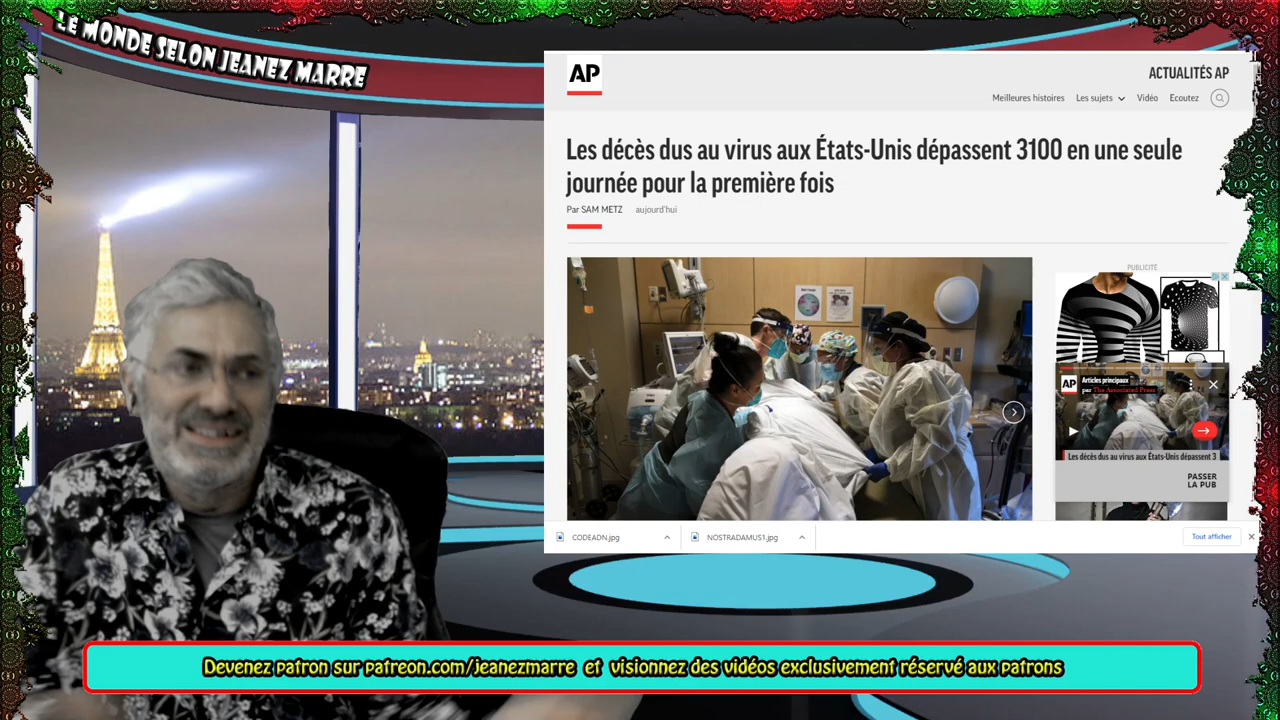 LE MONDE SELON JEANEZ MARRE
AP
ACTUALITÉS AP
Meilleures histoires Les sujets Vidéo Ecoutez
Les décès dus au virus aux États-Unis dépassent 3100 en une seule
journée pour la première fois
Par SAM METZ aujourd'hui
PUBLICITÉ
AP
Articles principaux
par The Associated Press
Les décès dus au virus aux États-Unis dépassent 3
PASSER
LA PUB
CODEADN.jpg
NOSTRADAMUS1.jpg
Tout afficher
Devenez patron sur patreon.com/jeanezmarre et visionnez des vidéos exclusivement réservé aux patrons